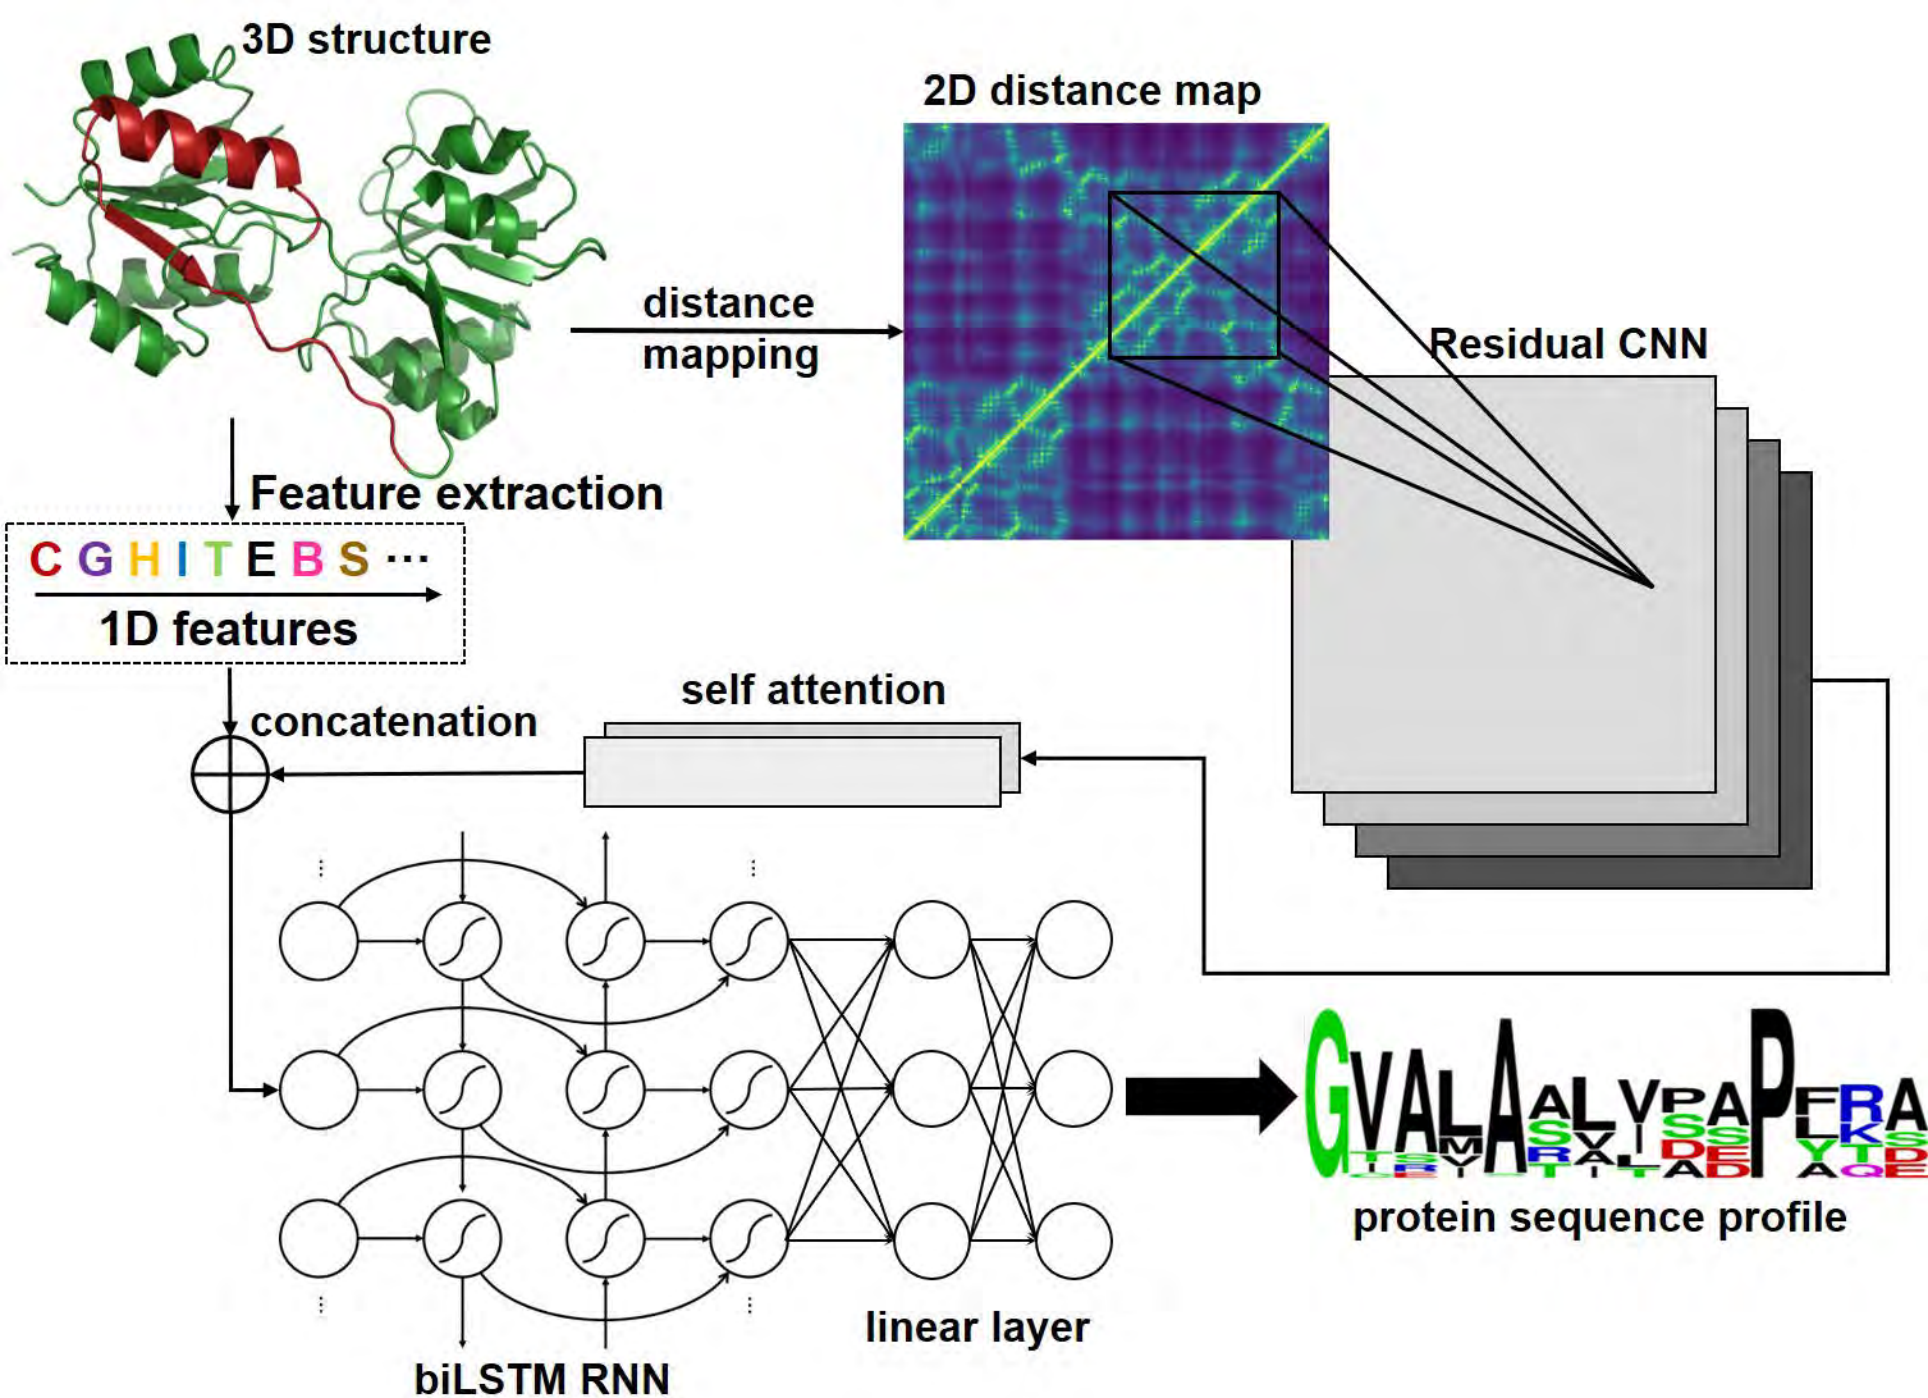 3D structure
2D distance map
distance
mapping
Residual CNN
Feature extraction
C G H I T E B S ...
1D features
self attention
concatenation
GVALAALVPAPFRA
protein sequence profile
linear layer
biLSTM RNN